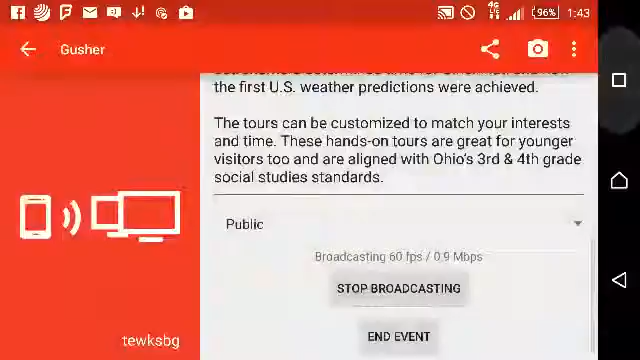 4G
LTE
96%
1:43
Gusher
the first U.S. weather predictions were achieved.
The tours can be customized to match your interests
and time. These hands-on tours are great for younger
visitors too and are aligned with Ohio's 3rd & 4th grade
social studies standards.
Public
Broadcasting 60 fps / 0.9 Mbps
STOP BROADCASTING
END EVENT
tewksbg